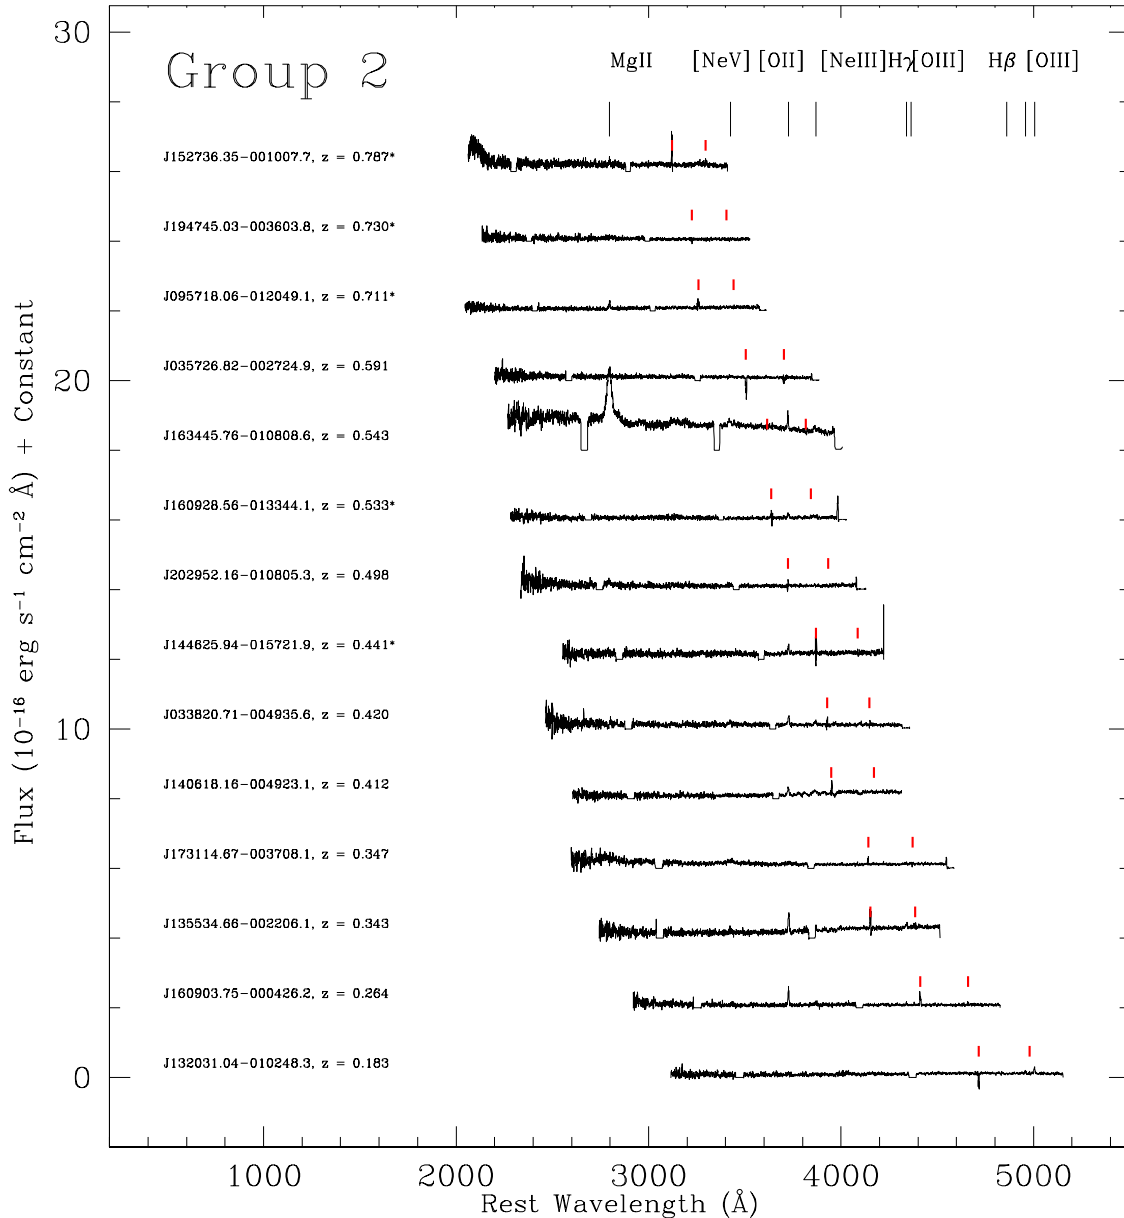 Group 2
MgII [NeV] [OII] [NeIII] Hγ [OIII] Hβ [OIII]
30
J152736.35−001007.7, z = 0.787*
J194745.03−003603.8, z = 0.730*
J095718.06−012049.1, z = 0.711*
J035726.82−002724.9, z = 0.591
20
J163445.76−010808.6, z = 0.543
J160928.56−013344.1, z = 0.533*
J202952.16−010805.3, z = 0.498
J144625.94−015721.9, z = 0.441*
J033820.71−004935.6, z = 0.420
10
J140618.16−004923.1, z = 0.412
J173114.67−003708.1, z = 0.347
J135534.66−002206.1, z = 0.343
J160903.75−000426.2, z = 0.264
J132031.04−010248.3, z = 0.183
0
Flux (10⁻¹⁶ erg s⁻¹ cm⁻² Å) + Constant
1000 2000 3000 4000 5000
Rest Wavelength (Å)